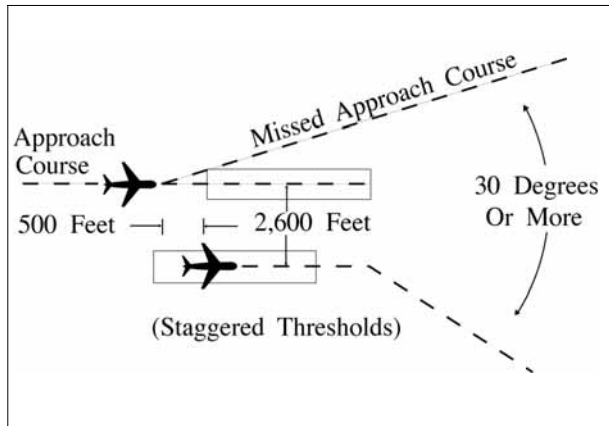 Missed Approach Course
Approach
Course
30 Degrees
Or More
500 Feet
2,600 Feet
(Staggered Thresholds)